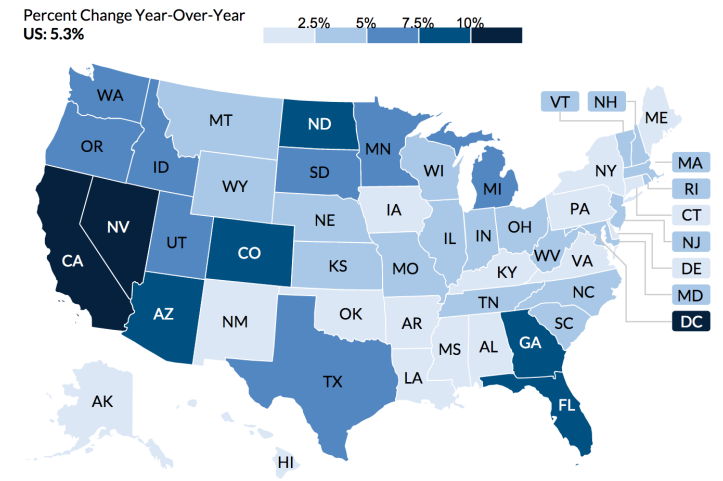 Percent Change Year-Over-Year
US: 5.3%
2.5% 5% 7.5% 10%
WA
VT NH
ME
MT
ND
OR
MN
ID
SD
WI
MI
NY
MA
WY
RI
IA
PA
CT
NV
NE
IL IN OH
NJ
UT
CO
WV VA
DE
CA
KS
MO
KY
MD
NC
TN
AZ
NM
OK
AR
SC
DC
GA
MS AL
TX
LA
AK
FL
HI